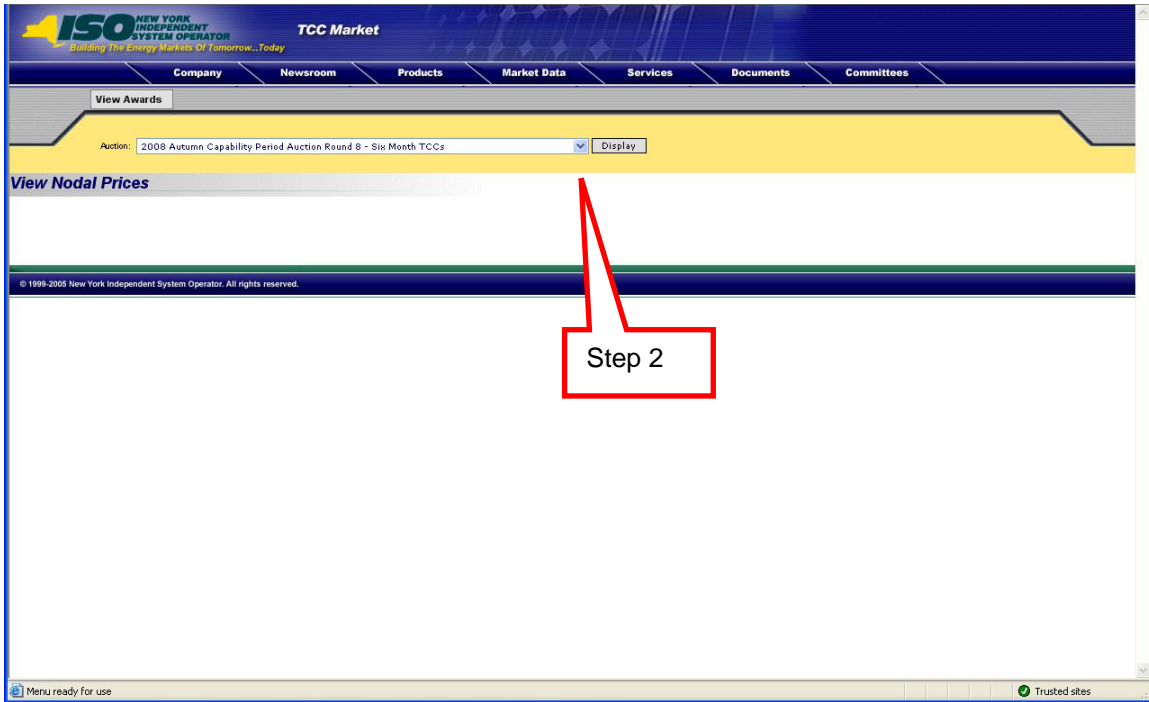 NEW YORK
INDEPENDENT
SYSTEM OPERATOR
ISO
Building The Energy Markets Of Tomorrow...Today
TCC Market
Company Newsroom Products Market Data Services Documents Committees
View Awards
Auction: 2008 Autumn Capability Period Auction Round 8 - Six Month TCCs Display
View Nodal Prices
© 1999-2005 New York Independent System Operator. All rights reserved.
Step 2
Menu ready for use Trusted sites